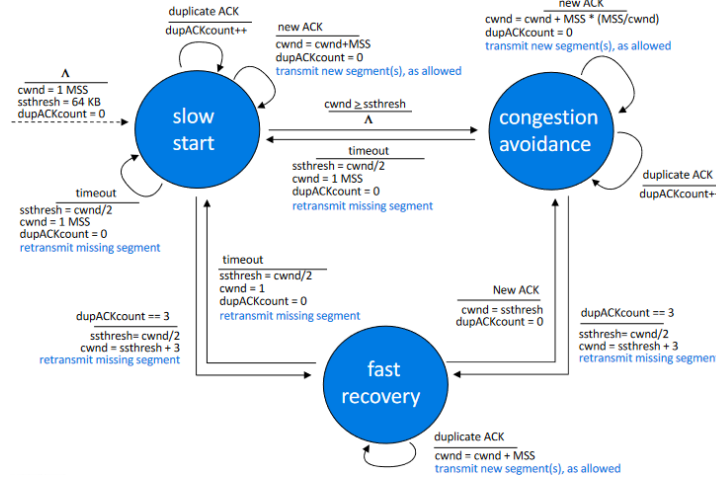 duplicate ACK
dupACKcount++
new ACK
cwnd = cwnd+MSS
dupACKcount = 0
transmit new segment(s), as allowed
new ACK
cwnd = cwnd + MSS * (MSS/cwnd)
dupACKcount = 0
transmit new segment(s), as allowed
Λ
cwnd = 1 MSS
ssthresh = 64 KB
dupACKcount = 0
slow
start
cwnd ≥ ssthresh
Λ
congestion
avoidance
timeout
ssthresh = cwnd/2
cwnd = 1 MSS
dupACKcount = 0
retransmit missing segment
duplicate ACK
dupACKcount+
timeout
ssthresh = cwnd/2
cwnd = 1 MSS
dupACKcount = 0
retransmit missing segment
timeout
ssthresh = cwnd/2
cwnd = 1
dupACKcount = 0
retransmit missing segment
New ACK
cwnd = ssthresh
dupACKcount = 0
dupACKcount == 3
ssthresh= cwnd/2
cwnd = ssthresh + 3
retransmit missing segment
dupACKcount == 3
ssthresh= cwnd/2
cwnd = ssthresh + 3
retransmit missing segment
fast
recovery
duplicate ACK
cwnd = cwnd + MSS
transmit new segment(s), as allowed